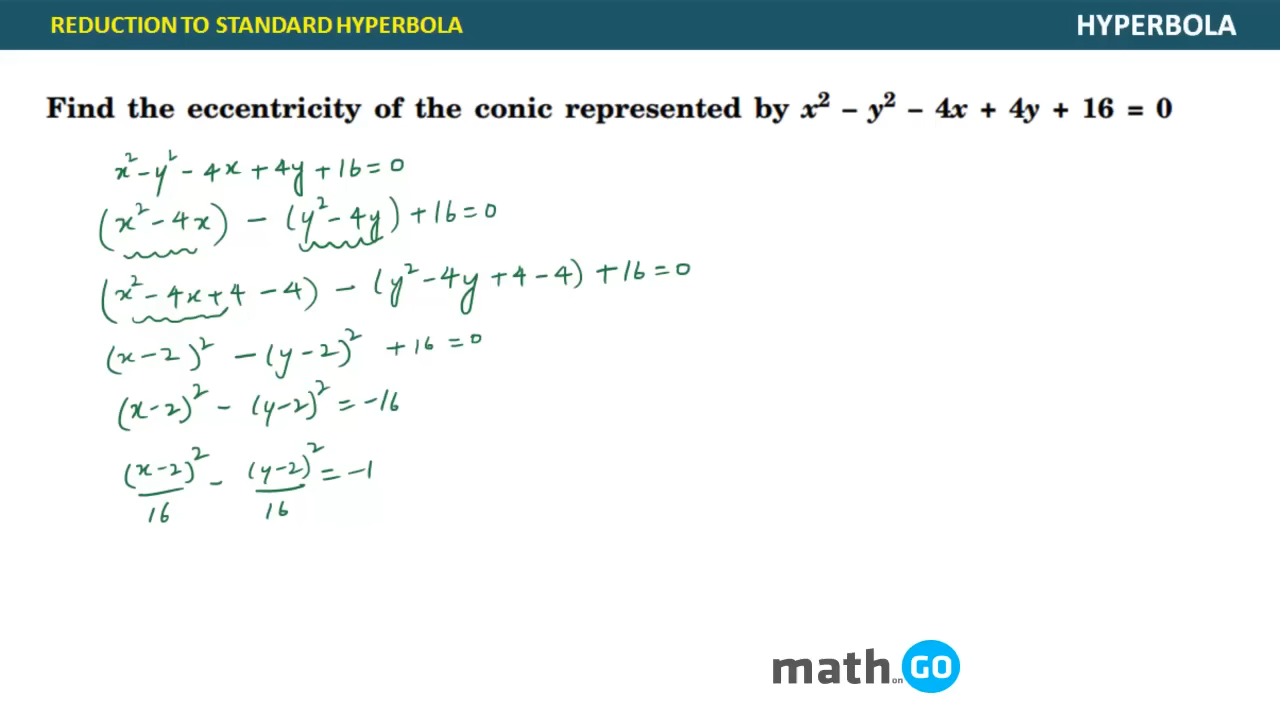 REDUCTION TO STANDARD HYPERBOLA
HYPERBOLA
Find the eccentricity of the conic represented by x² – y² – 4x + 4y + 16 = 0
x² - y² - 4x + 4y + 16 = 0
(x² - 4x) - (y² - 4y) + 16 = 0
(x² - 4x + 4 - 4) - (y² - 4y + 4 - 4) + 16 = 0
(x - 2)² - (y - 2)² + 16 = 0
(x - 2)² - (y - 2)² = -16
(x - 2)²/16 - (y - 2)²/16 = -1
math on GO